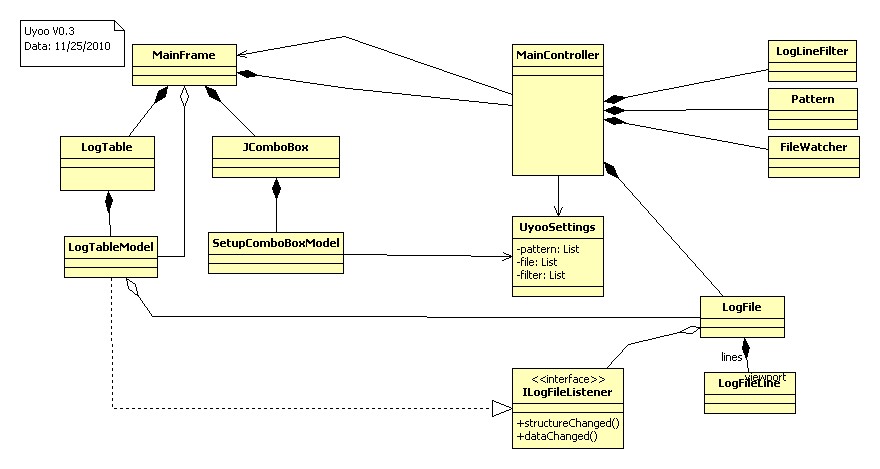 Uyoo V0.3
Data: 11/25/2010
MainFrame
MainController
LogLineFilter
Pattern
FileWatcher
LogTable
JComboBox
LogTableModel
SetupComboBoxModel
UyooSettings
-pattern: List
-file: List
-filter: List
LogFile
lines
viewport
LogFileLine
<<interface>>
ILogFileListener
+structureChanged()
+dataChanged()